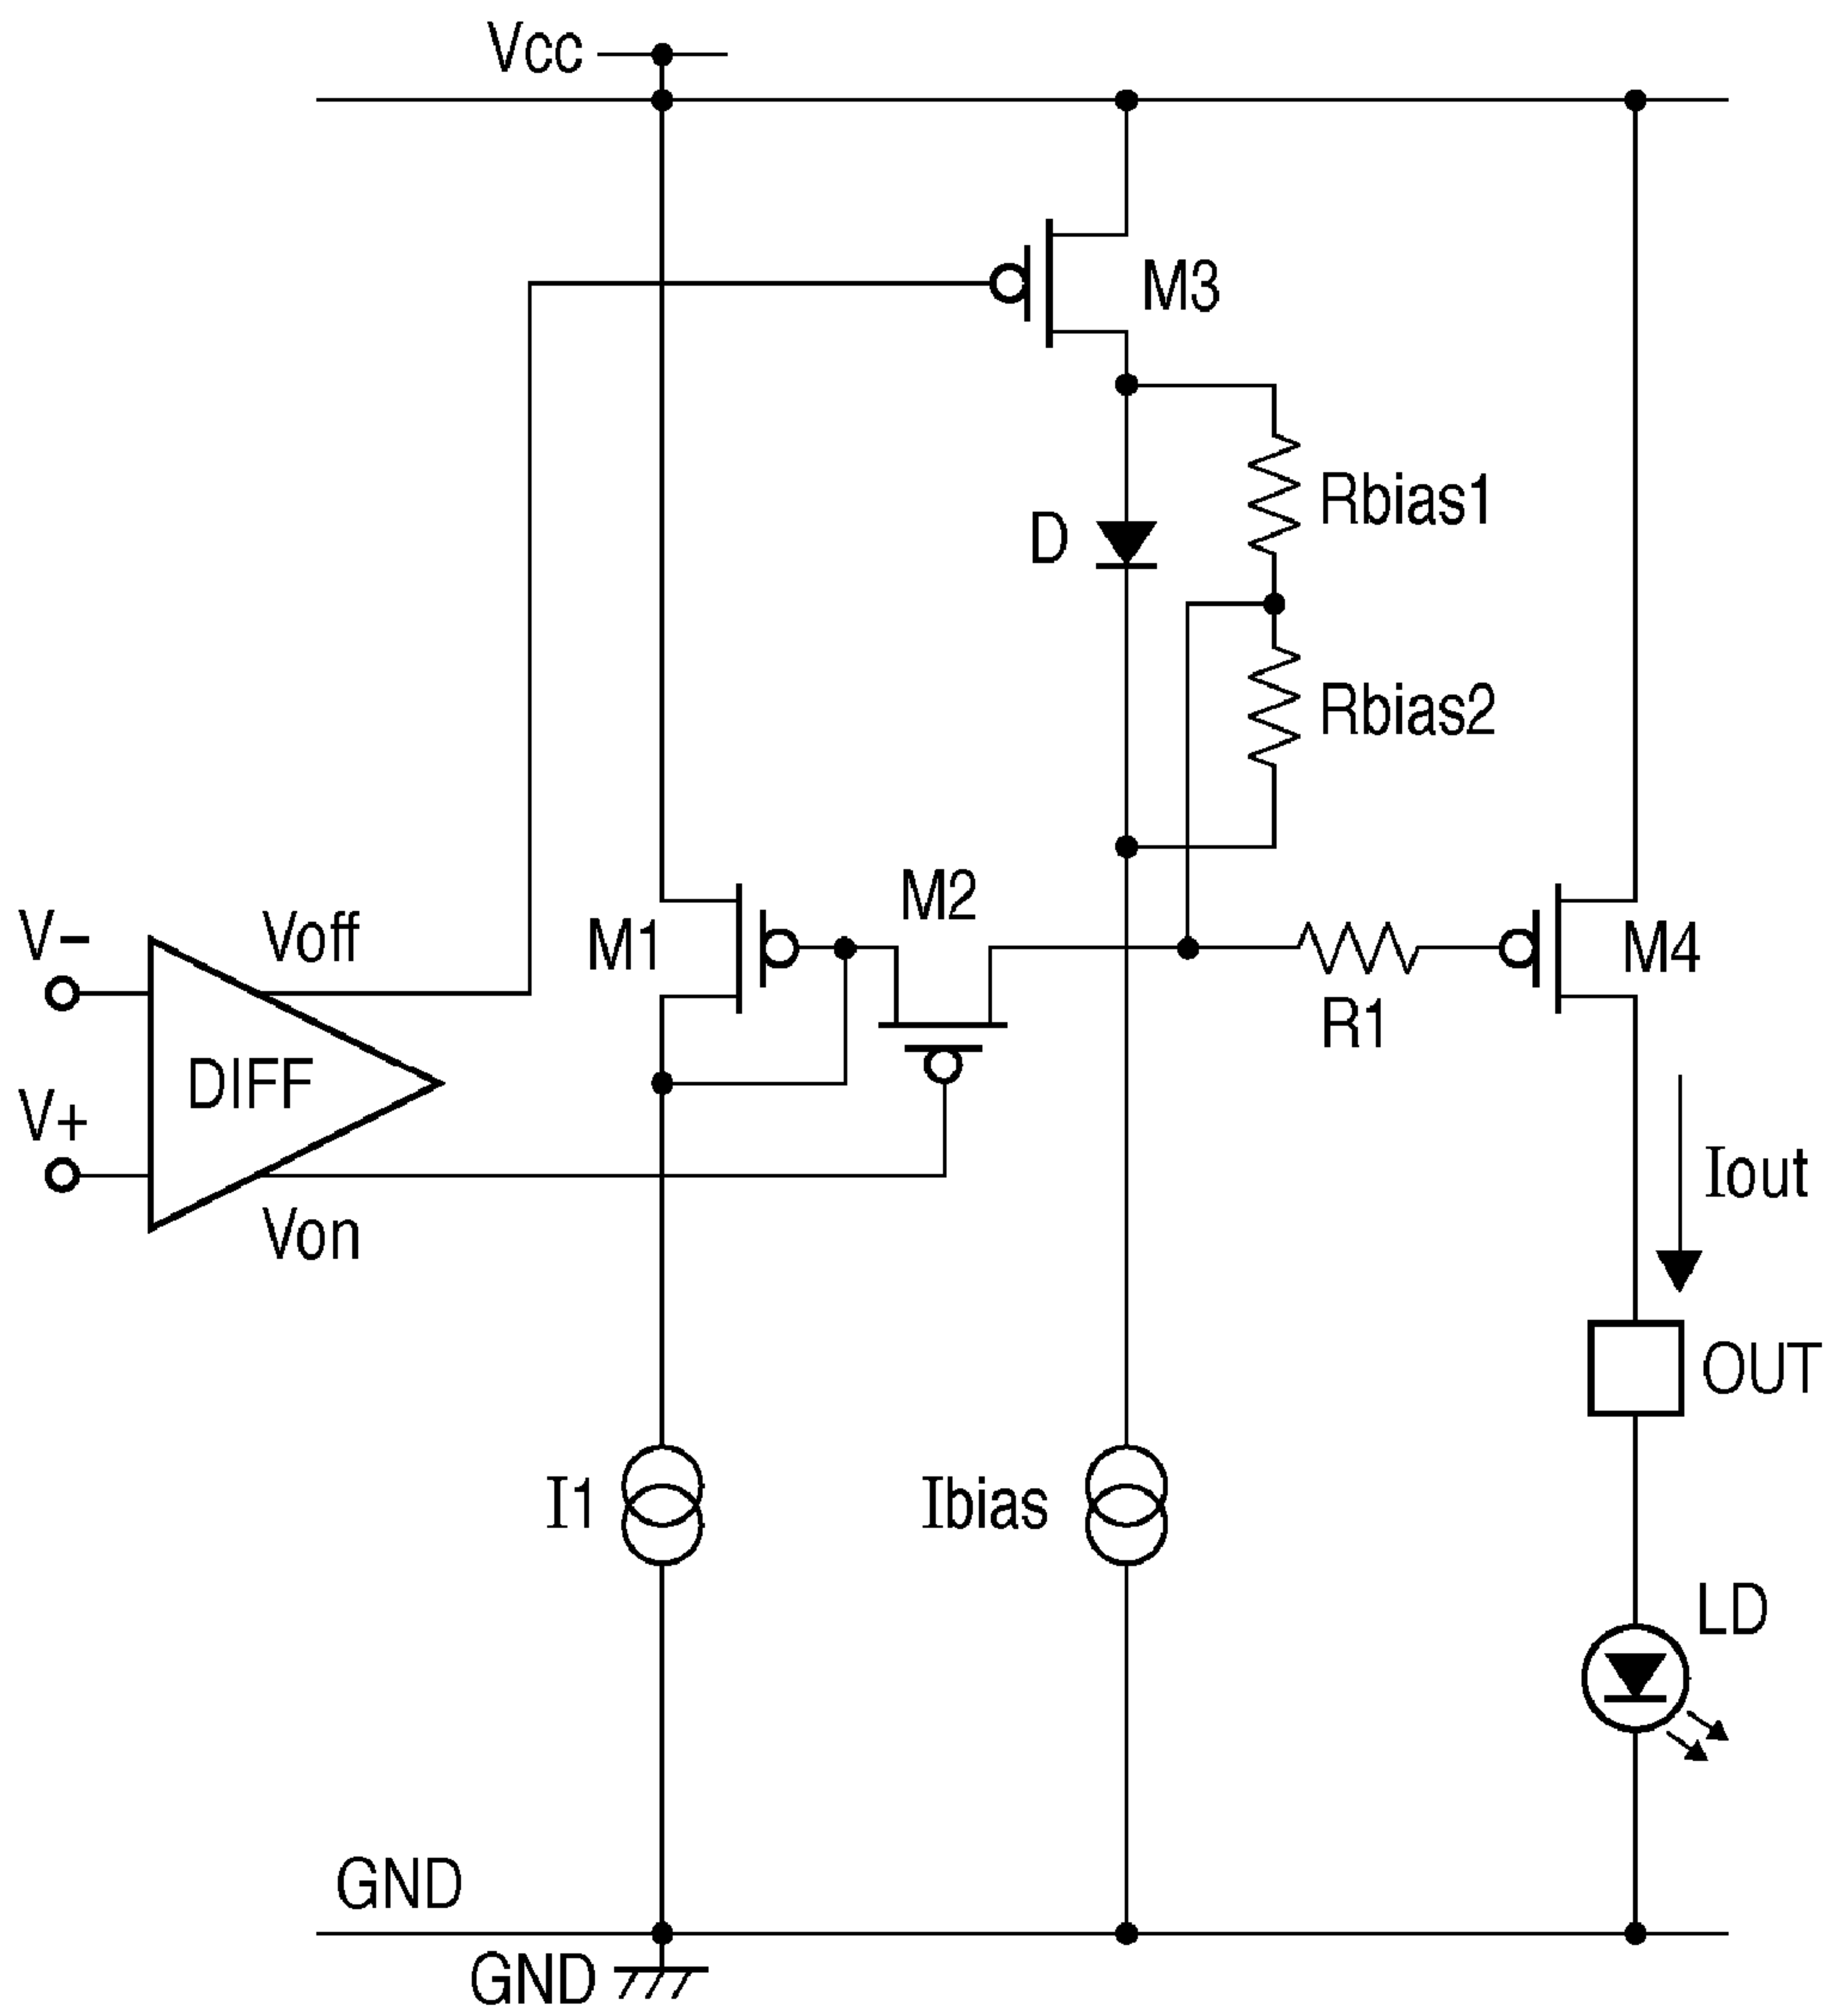 Vcc
M3
Rbias1
D
Rbias2
M2
V−
Voff
M1
M4
R1
DIFF
V+
Iout
Von
OUT
I1
Ibias
LD
GND
GND